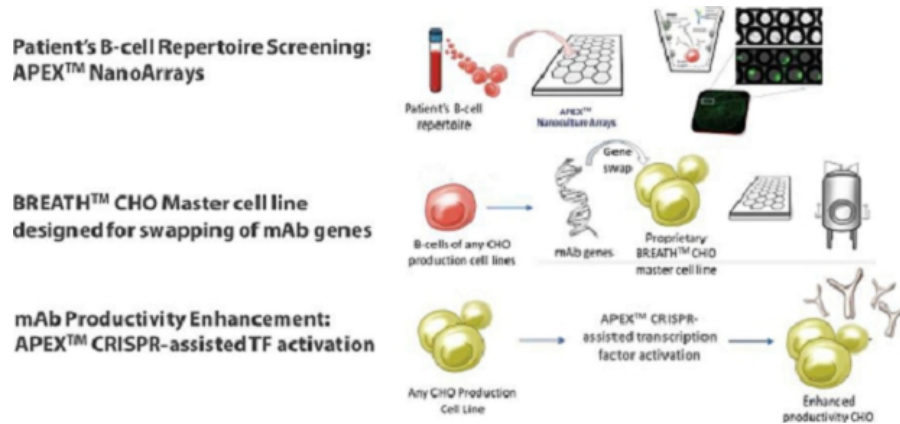 Patient's B-cell Repertoire Screening:
APEX™ NanoArrays
Patient's B-cell
repertoire
APEX™
Nanoculture Arrays
BREATH™ CHO Master cell line
designed for swapping of mAb genes
Gene
swap
B-cells of any CHO
production cell lines
mAb genes
Proprietary
BREATH™ CHO
master cell line
mAb Productivity Enhancement:
APEX™ CRISPR-assisted TF activation
Any CHO Production
Cell Line
APEX™ CRISPR-
assisted transcription
factor activation
Enhanced
productivity CHO